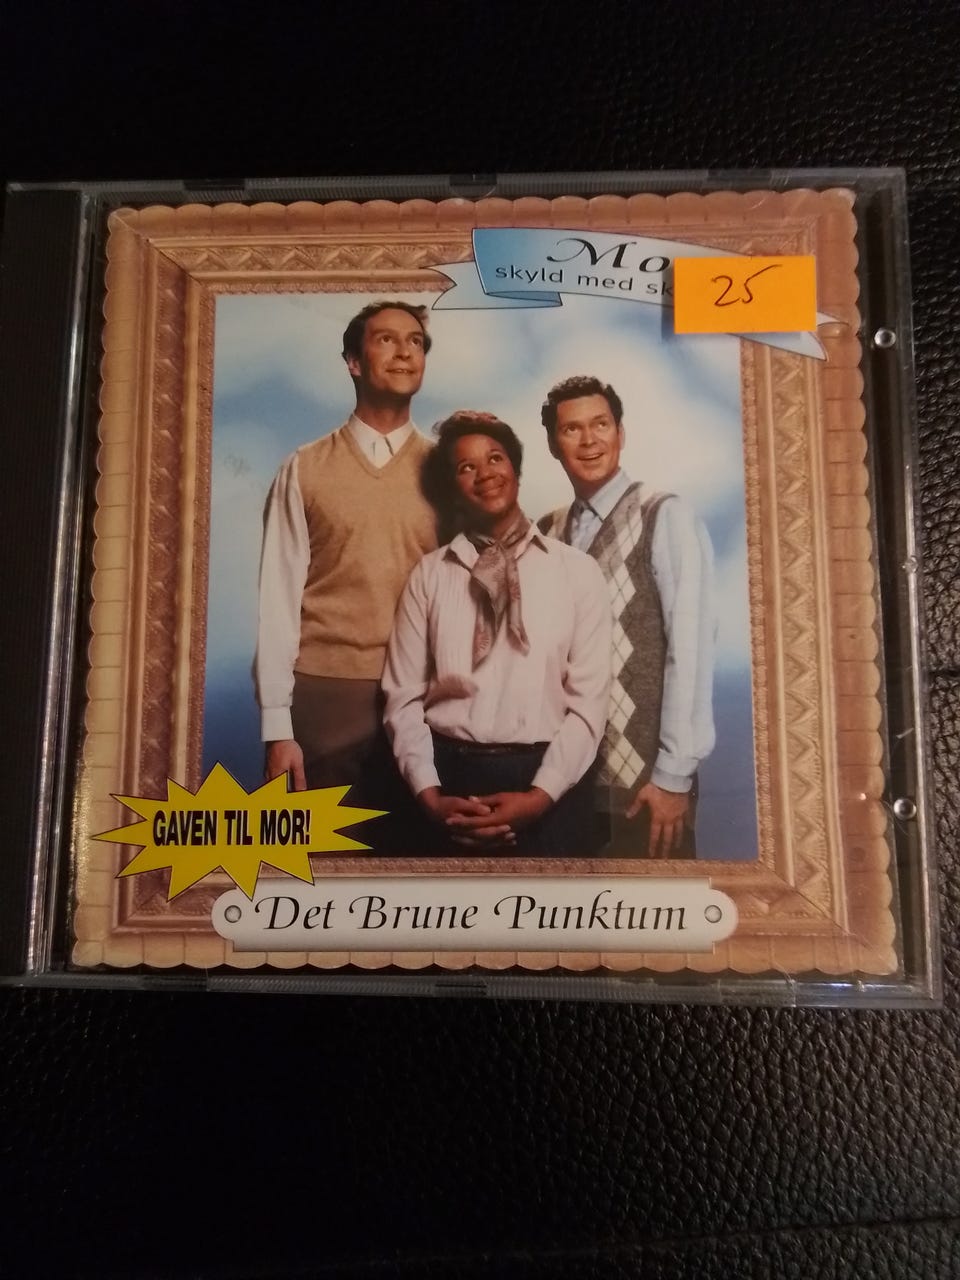 Mo
skyld med sk
25
GAVEN TIL MOR!
Det Brune Punktum